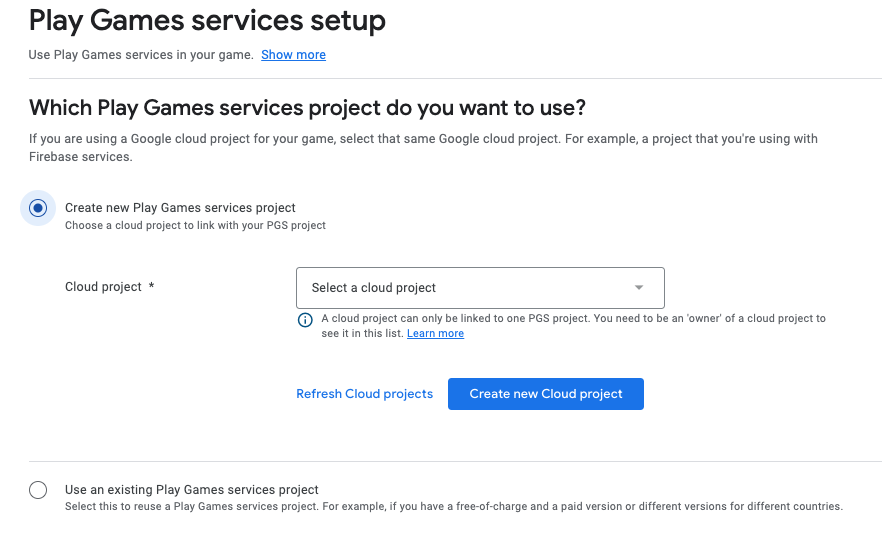 Play Games services setup
Use Play Games services in your game. Show more
Which Play Games services project do you want to use?
If you are using a Google cloud project for your game, select that same Google cloud project. For example, a project that you're using with
Firebase services.
Create new Play Games services project
Choose a cloud project to link with your PGS project
Cloud project *
Select a cloud project
A cloud project can only be linked to one PGS project. You need to be an 'owner' of a cloud project to
see it in this list. Learn more
Refresh Cloud projects
Create new Cloud project
Use an existing Play Games services project
Select this to reuse a Play Games services project. For example, if you have a free-of-charge and a paid version or different versions for different countries.